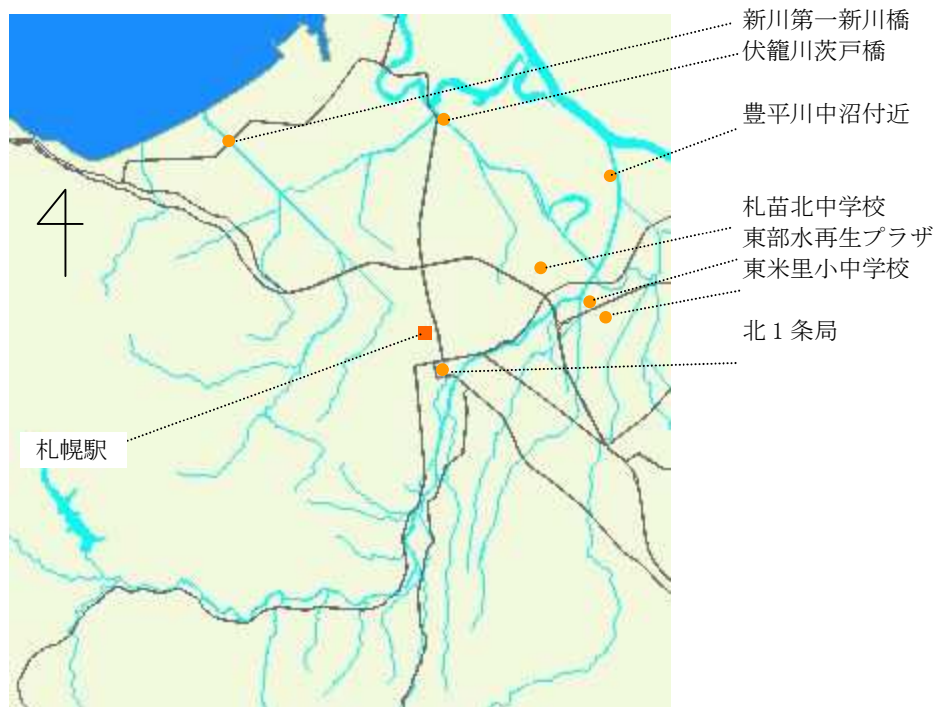 新川第一新川橋
伏籠川茨戸橋
豊平川中沼付近
札苗北中学校
東部水再生プラザ
東米里小中学校
北１条局
札幌駅